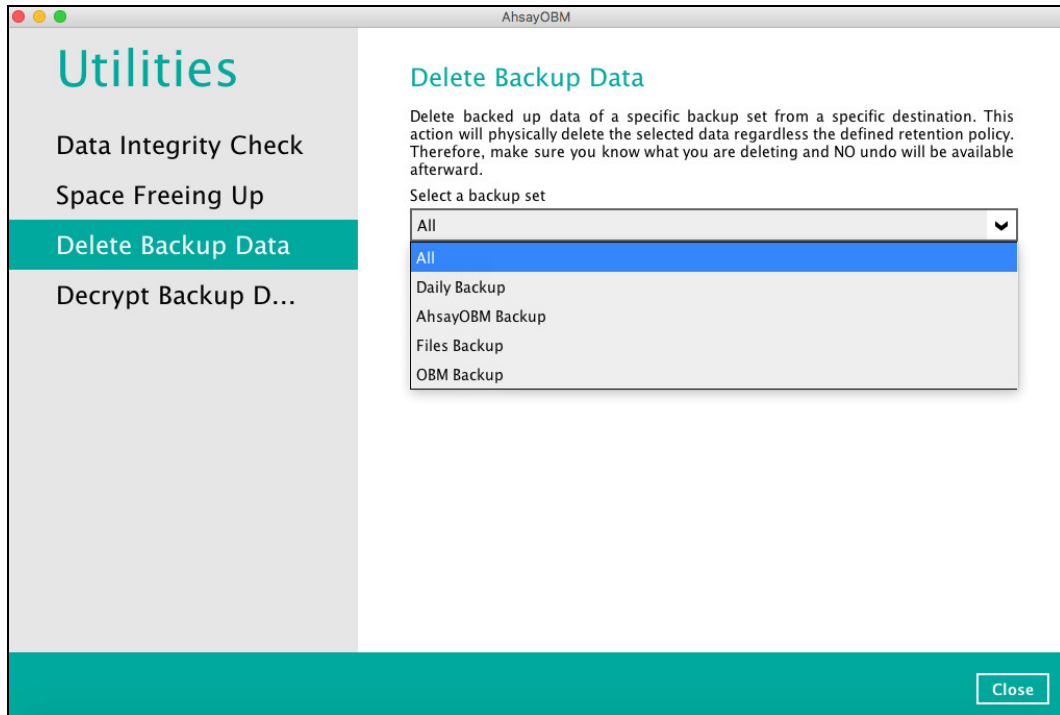 AhsayOBM
Utilities
Data Integrity Check
Space Freeing Up
Delete Backup Data
Decrypt Backup D...
Delete Backup Data
Delete backed up data of a specific backup set from a specific destination. This
action will physically delete the selected data regardless the defined retention policy.
Therefore, make sure you know what you are deleting and NO undo will be available
afterward.
Select a backup set
All
All
Daily Backup
AhsayOBM Backup
Files Backup
OBM Backup
Close